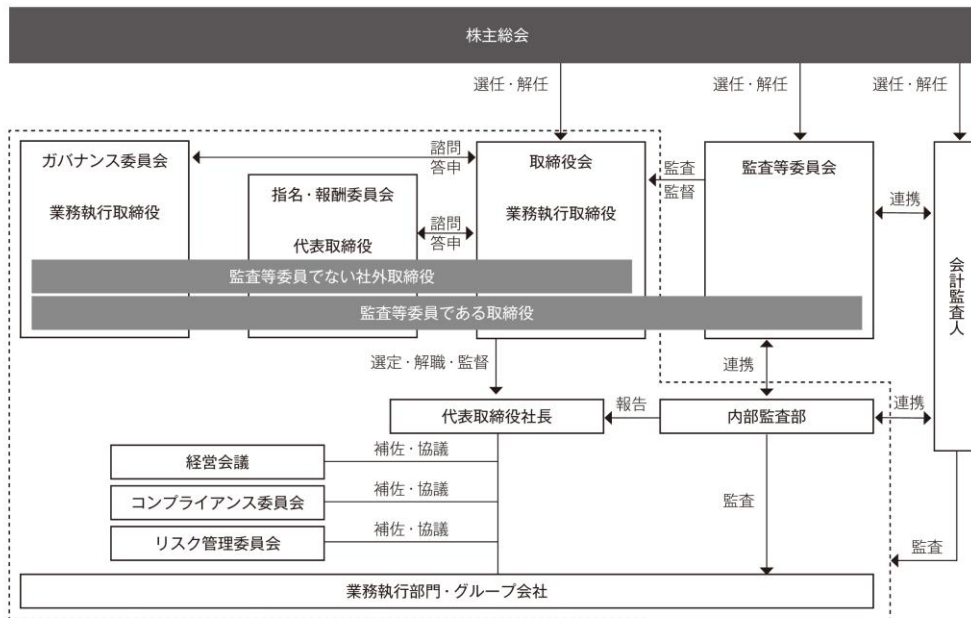 株主総会
選任・解任
選任・解任
選任・解任
ガバナンス委員会
業務執行取締役
諮問
答申
指名・報酬委員会
代表取締役
諮問
答申
取締役会
業務執行取締役
監査
監督
監査等委員会
連携
会計監査人
監査等委員でない社外取締役
監査等委員である取締役
選定・解職・監督
連携
代表取締役社長
報告
内部監査部
連携
経営会議
補佐・協議
コンプライアンス委員会
補佐・協議
リスク管理委員会
補佐・協議
監査
監査
業務執行部門・グループ会社